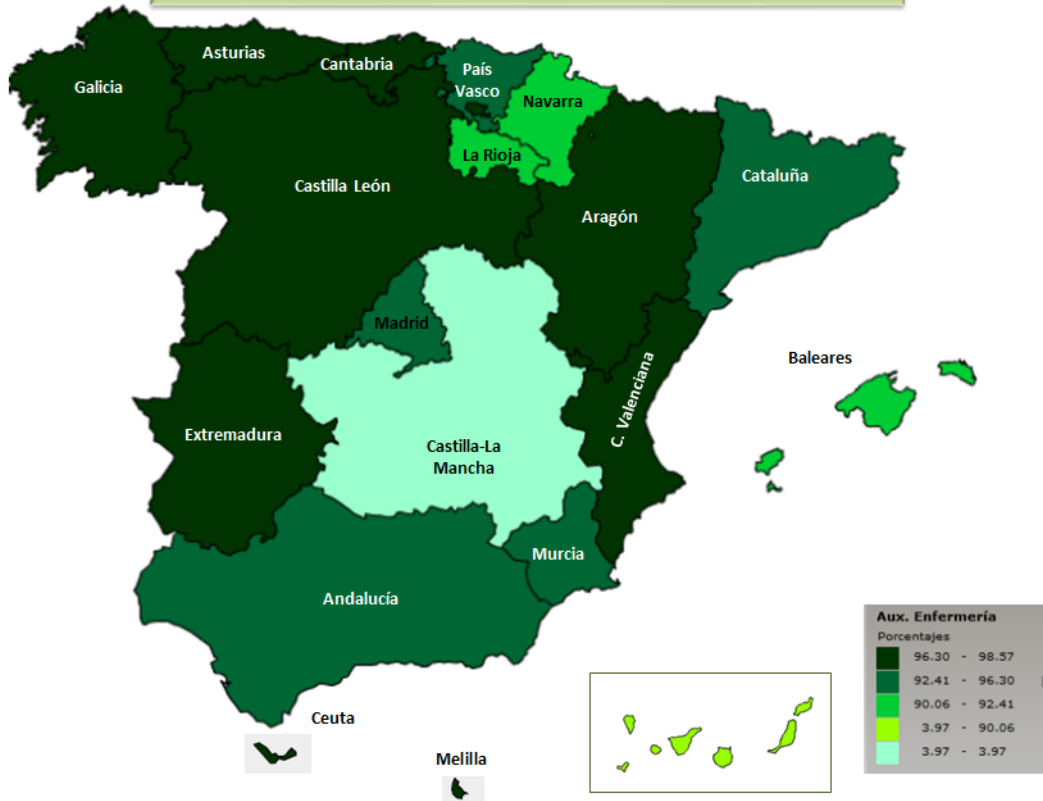 Asturias
Cantabria
País
Vasco
Galicia
Navarra
La Rioja
Castilla León
Cataluña
Aragón
Madrid
Baleares
C. Valenciana
Extremadura
Castilla-La
Mancha
Murcia
Andalucía
Aux. Enfermería
Porcentajes
96.30 - 98.57
92.41 - 96.30
90.06 - 92.41
3.97 - 90.06
3.97 - 3.97
Ceuta
Melilla